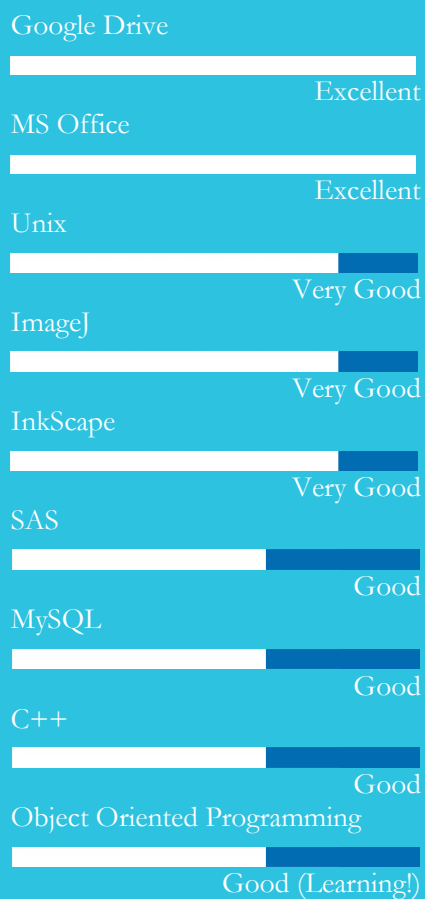 Google Drive
Excellent
MS Office
Excellent
Unix
Very Good
ImageJ
Very Good
InkScape
Very Good
SAS
Good
MySQL
Good
C++
Good
Object Oriented Programming
Good (Learning!)